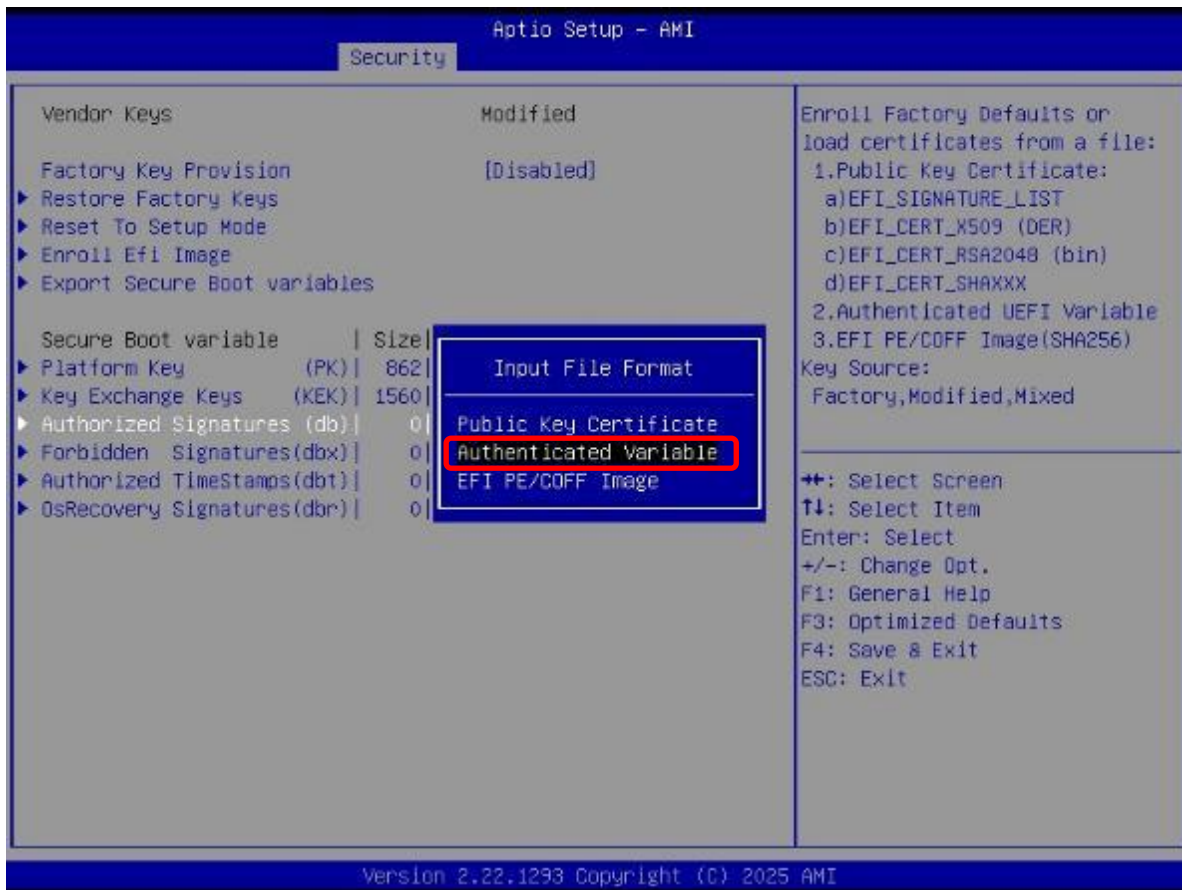 Aptio Setup – AMI
Security
Vendor Keys Modified
Factory Key Provision [Disabled]
▶ Restore Factory Keys
▶ Reset To Setup Mode
▶ Enroll Efi Image
▶ Export Secure Boot variables
Secure Boot variable | Size|
▶ Platform Key (PK)| 862|
▶ Key Exchange Keys (KEK)| 1560|
▶ Authorized Signatures (db)| 0|
▶ Forbidden Signatures(dbx)| 0|
▶ Authorized TimeStamps(dbt)| 0|
▶ OsRecovery Signatures(dbr)| 0|
Input File Format
Public Key Certificate
Authenticated Variable
EFI PE/COFF Image
Enroll Factory Defaults or
load certificates from a file:
1.Public Key Certificate:
a)EFI_SIGNATURE_LIST
b)EFI_CERT_X509 (DER)
c)EFI_CERT_RSA2048 (bin)
d)EFI_CERT_SHAXXX
2.Authenticated UEFI Variable
3.EFI PE/COFF Image(SHA256)
Key Source:
Factory,Modified,Mixed
→←: Select Screen
↑↓: Select Item
Enter: Select
+/-: Change Opt.
F1: General Help
F3: Optimized Defaults
F4: Save & Exit
ESC: Exit
Version 2.22.1293 Copyright (C) 2025 AMI